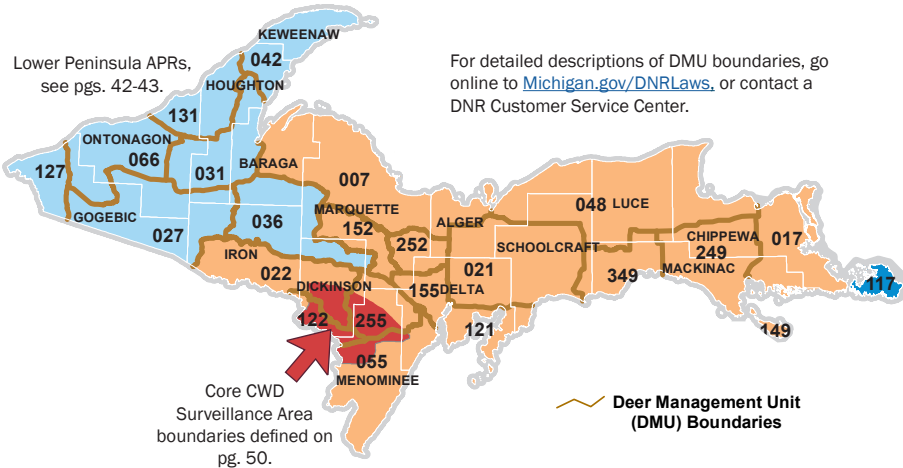 Lower Peninsula APRs,
see pgs. 42-43.
For detailed descriptions of DMU boundaries, go
online to Michigan.gov/DNRLaws, or contact a
DNR Customer Service Center.
KEWEENAW
042
HOUGHTON
131
ONTONAGON
066
031
BARAGA
127
GOGEBIC
027
036
007
MARQUETTE
152
252
ALGER
048 LUCE
SCHOOLCRAFT
CHIPPEWA
249
017
MACKINAC
349
117
149
IRON
022
DICKINSON
155 DELTA
021
121
122
255
055
MENOMINEE
Core CWD
Surveillance Area
boundaries defined on
pg. 50.
Deer Management Unit
(DMU) Boundaries